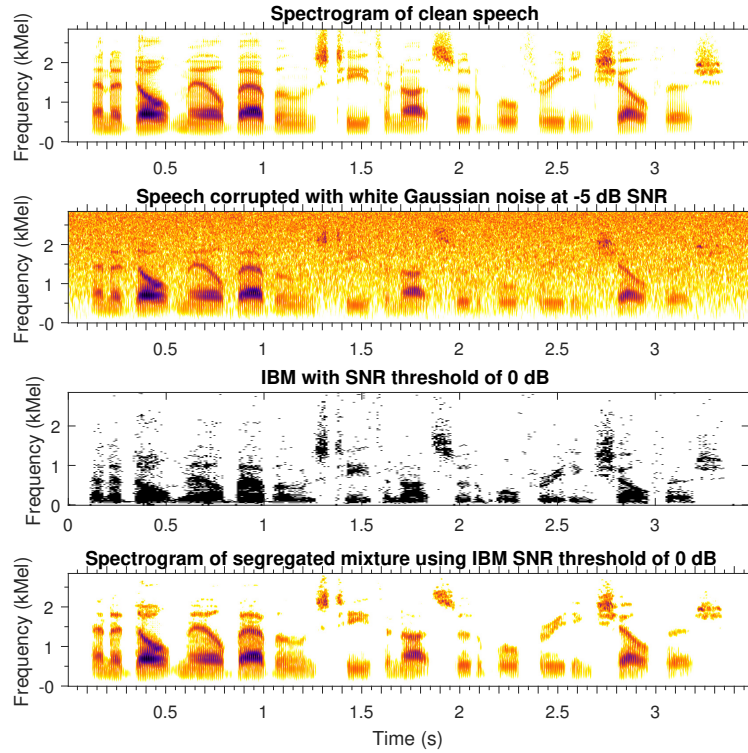 Spectrogram of clean speech
Frequency (kMel)
2
1
-0
0.5 1 1.5 2 2.5 3
Speech corrupted with white Gaussian noise at -5 dB SNR
Frequency (kMel)
2
1
-0
0.5 1 1.5 2 2.5 3
IBM with SNR threshold of 0 dB
Frequency (kMel)
2
1
0
0 0.5 1 1.5 2 2.5 3
Spectrogram of segregated mixture using IBM SNR threshold of 0 dB
Frequency (kMel)
2
1
-0
0.5 1 1.5 2 2.5 3
Time (s)